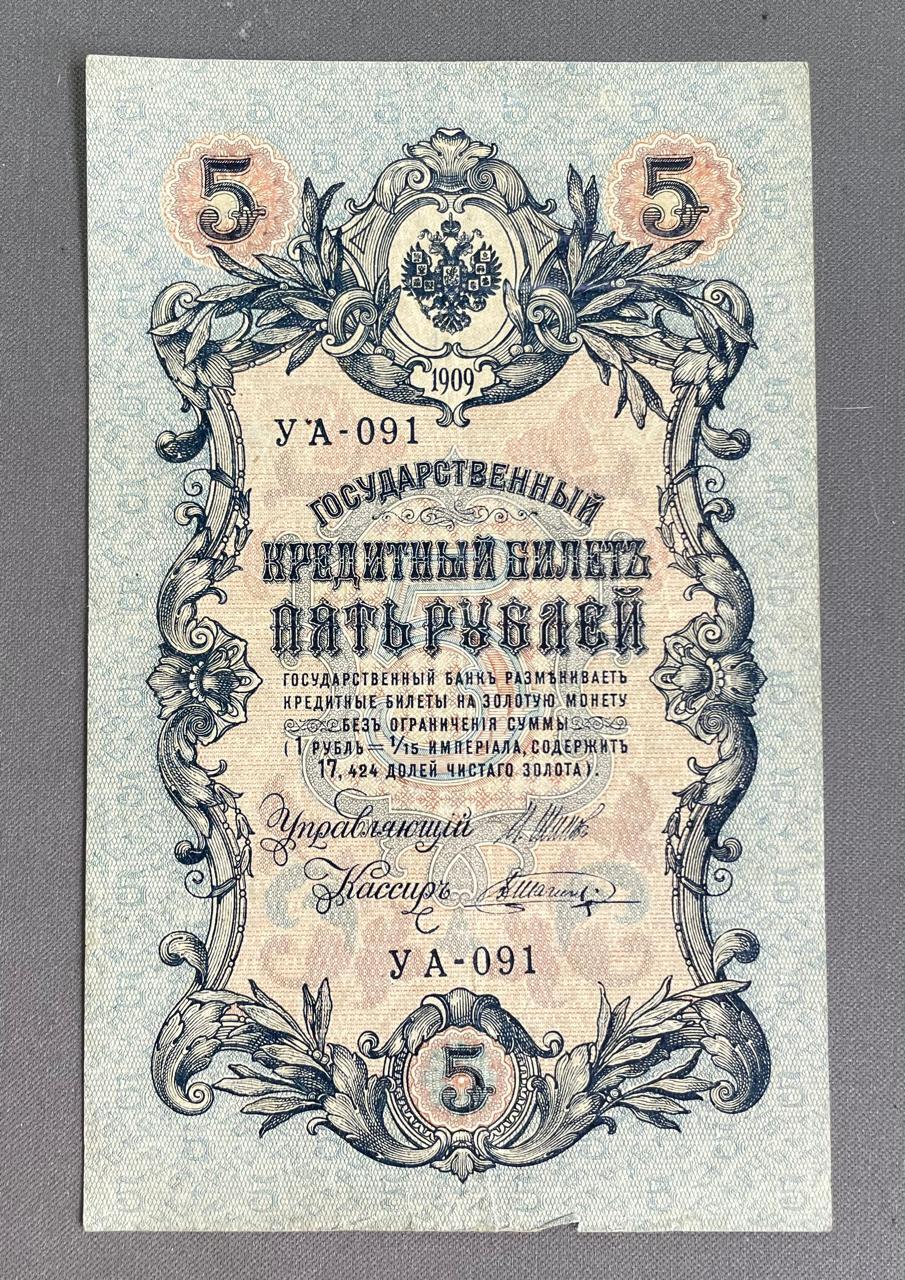 5 5
1909
УА-091
ГОСУДАРСТВЕННЫЙ
КРЕДИТНЫЙ БИЛЕТЪ
ПЯТЬ РУБЛЕЙ
ГОСУДАРСТВЕННЫЙ БАНКЪ РАЗМѢНИВАЕТЪ
КРЕДИТНЫЕ БИЛЕТЫ НА ЗОЛОТУЮ МОНЕТУ
БЕЗЪ ОГРАНИЧЕНІЯ СУММЫ
(1 РУБЛЬ = 1/15 ИМПЕРІАЛА, СОДЕРЖИТЪ
17,424 ДОЛЕЙ ЧИСТАГО ЗОЛОТА).
Управляющій
Кассиръ
УА-091
5